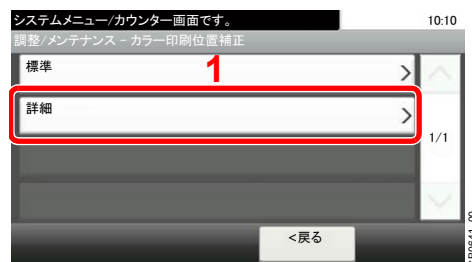 システムメニュー/カウンター画面です。
10:10
調整/メンテナンス - カラー印刷位置補正
標準
1
詳細
1/1
<戻る